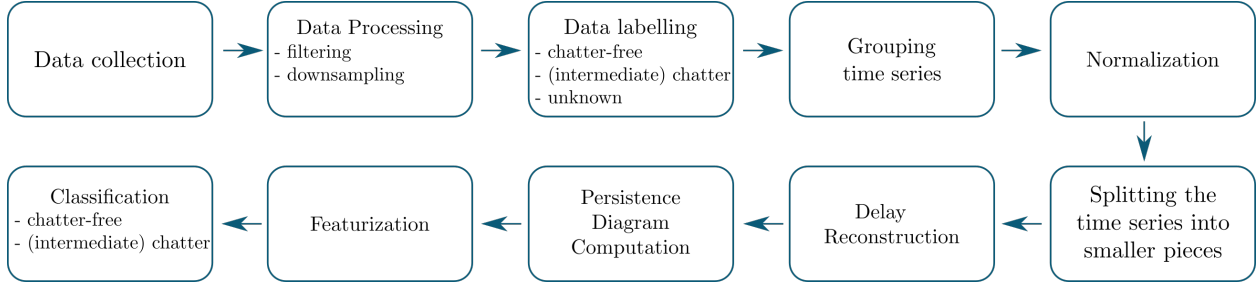 Data collection
Data Processing
- filtering
- downsampling
Data labelling
- chatter-free
- (intermediate) chatter
- unknown
Grouping
time series
Normalization
Splitting the
time series into
smaller pieces
Delay
Reconstruction
Persistence
Diagram
Computation
Featurization
Classification
- chatter-free
- (intermediate) chatter